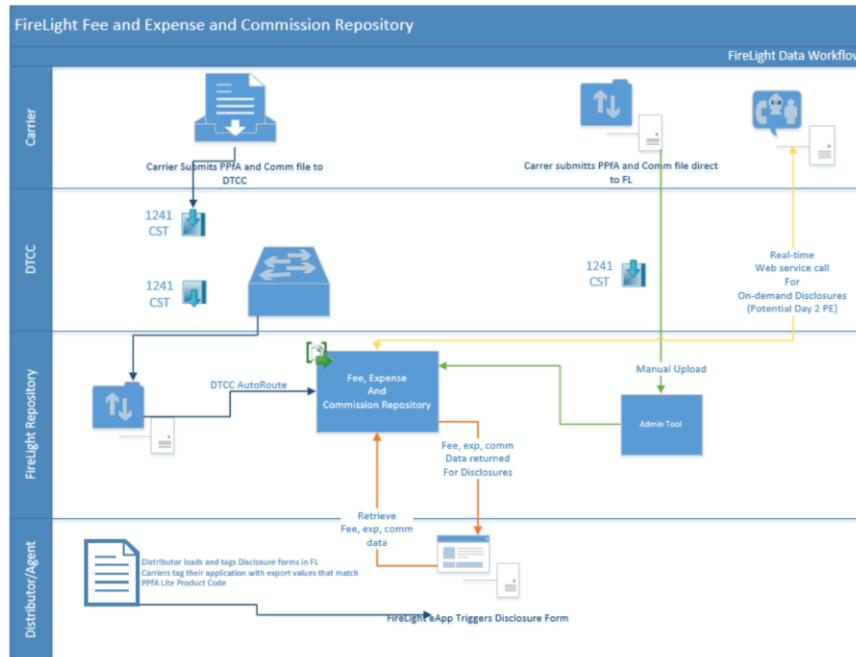 FireLight Fee and Expense and Commission Repository
FireLight Data Workflow
Carrier
Carrier Submits PPfA and Comm file to
DTCC
Carrer submitts PPfA and Comm file direct
to FL
DTCC
1241
CST
1241
CST
1241
CST
Real-time
Web service call
For
On-demand Disclosures
(Potential Day 2 PE)
FireLight Repository
DTCC AutoRoute
Fee, Expense
And
Commission Repository
Manual Upload
Admin Tool
Fee, exp, comm
Data returned
For Disclosures
Retrieve
Fee, exp, comm
data
Distributor/Agent
Distributor loads and tags Disclosure forms in FL
Carriers tag their application with export values that match
PPfA Lite Product Code
FireLight eApp Triggers Disclosure Form